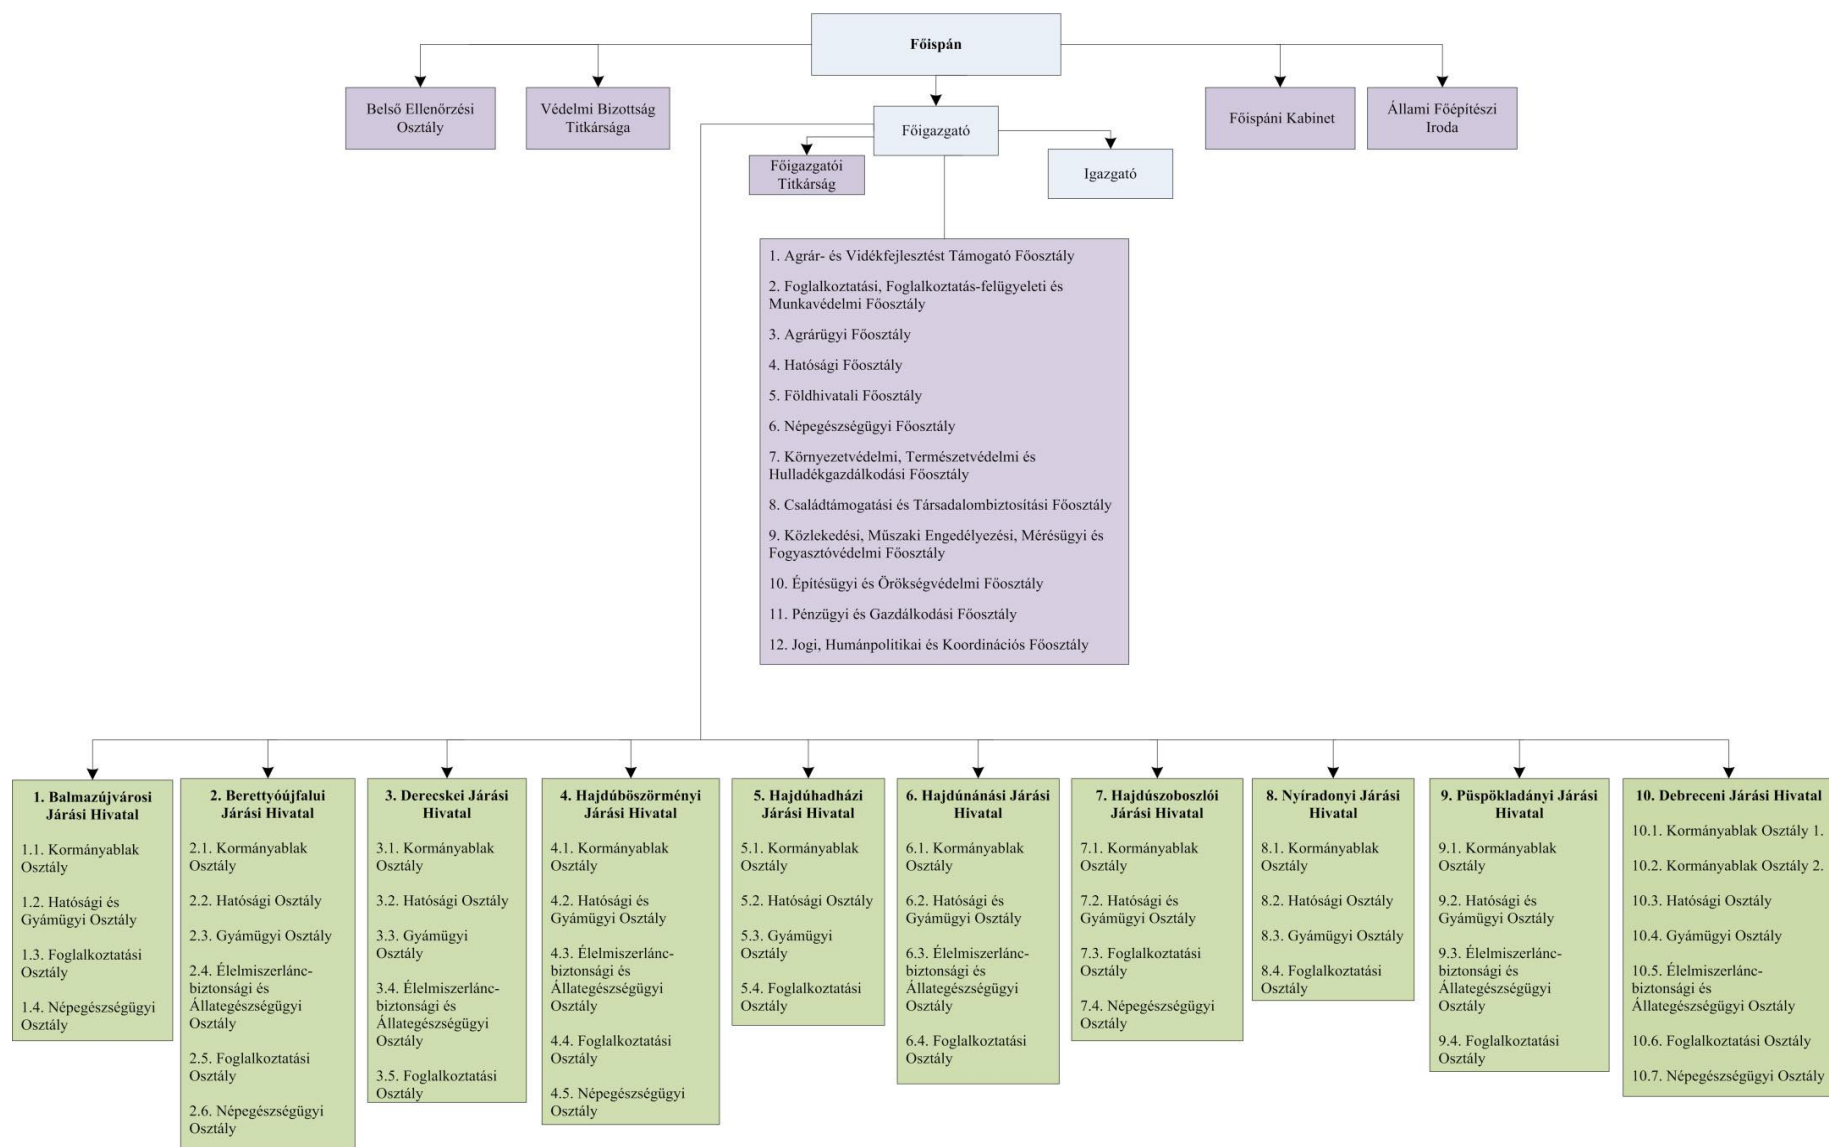 Főispán
Belső Ellenőrzési
Osztály
Védelmi Bizottság
Titkársága
Főispáni Kabinet
Állami Főépítészi
Iroda
Főigazgató
Főigazgatói
Titkárság
Igazgató
1. Agrár- és Vidékfejlesztést Támogató Főosztály
2. Foglalkoztatási, Foglalkoztatás-felügyeleti és
Munkavédelmi Főosztály
3. Agrárügyi Főosztály
4. Hatósági Főosztály
5. Földhivatali Főosztály
6. Népegészségügyi Főosztály
7. Környezetvédelmi, Természetvédelmi és
Hulladékgazdálkodási Főosztály
8. Családtámogatási és Társadalombiztosítási Főosztály
9. Közlekedési, Műszaki Engedélyezési, Mérésügyi és
Fogyasztóvédelmi Főosztály
10. Építésügyi és Örökségvédelmi Főosztály
11. Pénzügyi és Gazdálkodási Főosztály
12. Jogi, Humánpolitikai és Koordinációs Főosztály
1. Balmazújvárosi
Járási Hivatal
1.1. Kormányablak
Osztály
1.2. Hatósági és
Gyámügyi Osztály
1.3. Foglalkoztatási
Osztály
1.4. Népegészségügyi
Osztály
2. Berettyóújfalui
Járási Hivatal
2.1. Kormányablak
Osztály
2.2. Hatósági Osztály
2.3. Gyámügyi Osztály
2.4. Élelmiszerlánc-
biztonsági és
Állategészségügyi
Osztály
2.5. Foglalkoztatási
Osztály
2.6. Népegészségügyi
Osztály
3. Derecskei Járási
Hivatal
3.1. Kormányablak
Osztály
3.2. Hatósági Osztály
3.3. Gyámügyi
Osztály
3.4. Élelmiszerlánc-
biztonsági és
Állategészségügyi
Osztály
3.5. Foglalkoztatási
Osztály
4. Hajdúböszörményi
Járási Hivatal
4.1. Kormányablak
Osztály
4.2. Hatósági és
Gyámügyi Osztály
4.3. Élelmiszerlánc-
biztonsági és
Állategészségügyi
Osztály
4.4. Foglalkoztatási
Osztály
4.5. Népegészségügyi
Osztály
5. Hajdúhadházi
Járási Hivatal
5.1. Kormányablak
Osztály
5.2. Hatósági Osztály
5.3. Gyámügyi
Osztály
5.4. Foglalkoztatási
Osztály
6. Hajdúnánási Járási
Hivatal
6.1. Kormányablak
Osztály
6.2. Hatósági és
Gyámügyi Osztály
6.3. Élelmiszerlánc-
biztonsági és
Állategészségügyi
Osztály
6.4. Foglalkoztatási
Osztály
7. Hajdúszoboszlói
Járási Hivatal
7.1. Kormányablak
Osztály
7.2. Hatósági és
Gyámügyi Osztály
7.3. Foglalkoztatási
Osztály
7.4. Népegészségügyi
Osztály
8. Nyíradonyi Járási
Hivatal
8.1. Kormányablak
Osztály
8.2. Hatósági Osztály
8.3. Gyámügyi Osztály
8.4. Foglalkoztatási
Osztály
9. Püspökladányi Járási
Hivatal
9.1. Kormányablak
Osztály
9.2. Hatósági és
Gyámügyi Osztály
9.3. Élelmiszerlánc-
biztonsági és
Állategészségügyi
Osztály
9.4. Foglalkoztatási
Osztály
10. Debreceni Járási Hivatal
10.1. Kormányablak Osztály 1.
10.2. Kormányablak Osztály 2.
10.3. Hatósági Osztály
10.4. Gyámügyi Osztály
10.5. Élelmiszerlánc-
biztonsági és
Állategészségügyi Osztály
10.6. Foglalkoztatási Osztály
10.7. Népegészségügyi Osztály